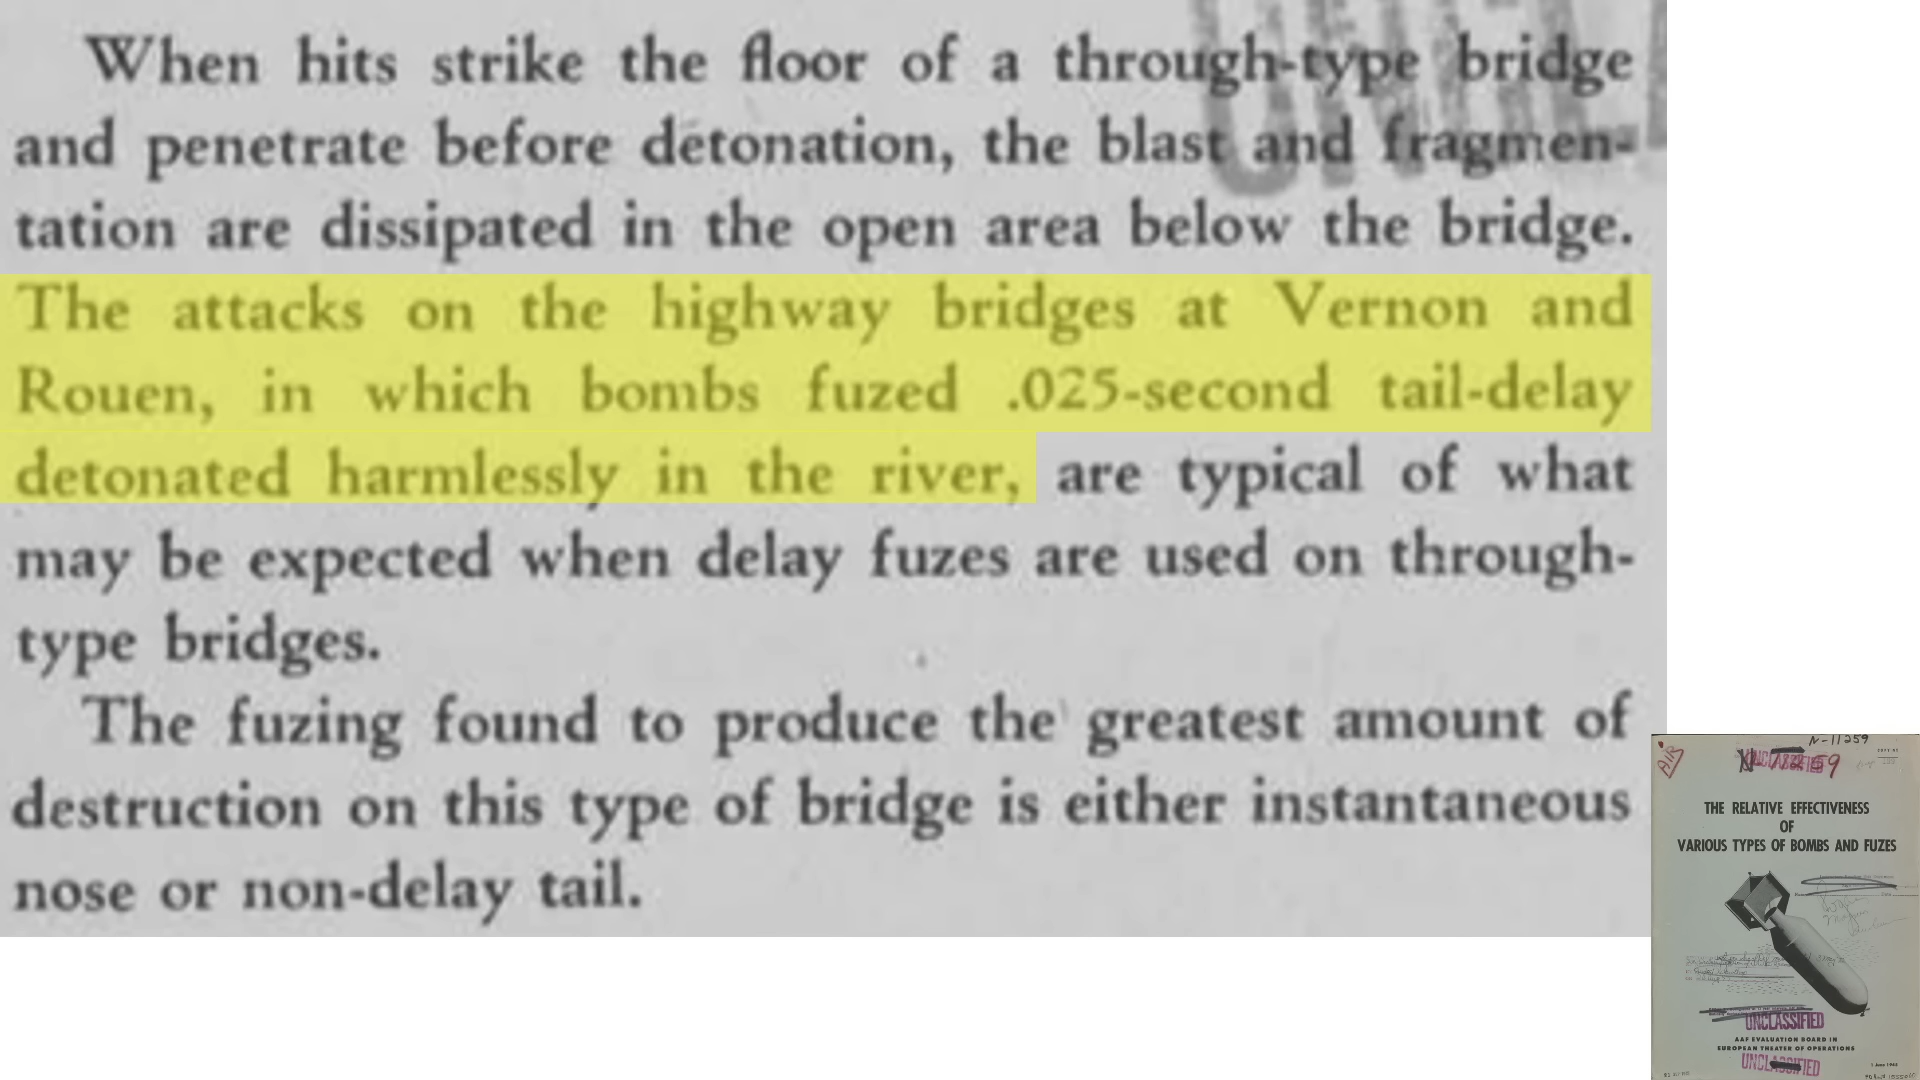 When hits strike the floor of a through-type bridge
and penetrate before detonation, the blast and fragmen-
tation are dissipated in the open area below the bridge.
The attacks on the highway bridges at Vernon and
Rouen, in which bombs fuzed .025-second tail-delay
detonated harmlessly in the river, are typical of what
may be expected when delay fuzes are used on through-
type bridges.
The fuzing found to produce the greatest amount of
destruction on this type of bridge is either instantaneous
nose or non-delay tail.
N-11259
AIR
UNCLASSIFIED
THE RELATIVE EFFECTIVENESS
OF
VARIOUS TYPES OF BOMBS AND FUZES
UNCLASSIFIED
AAF EVALUATION BOARD IN
EUROPEAN THEATER OF OPERATIONS
UNCLASSIFIED